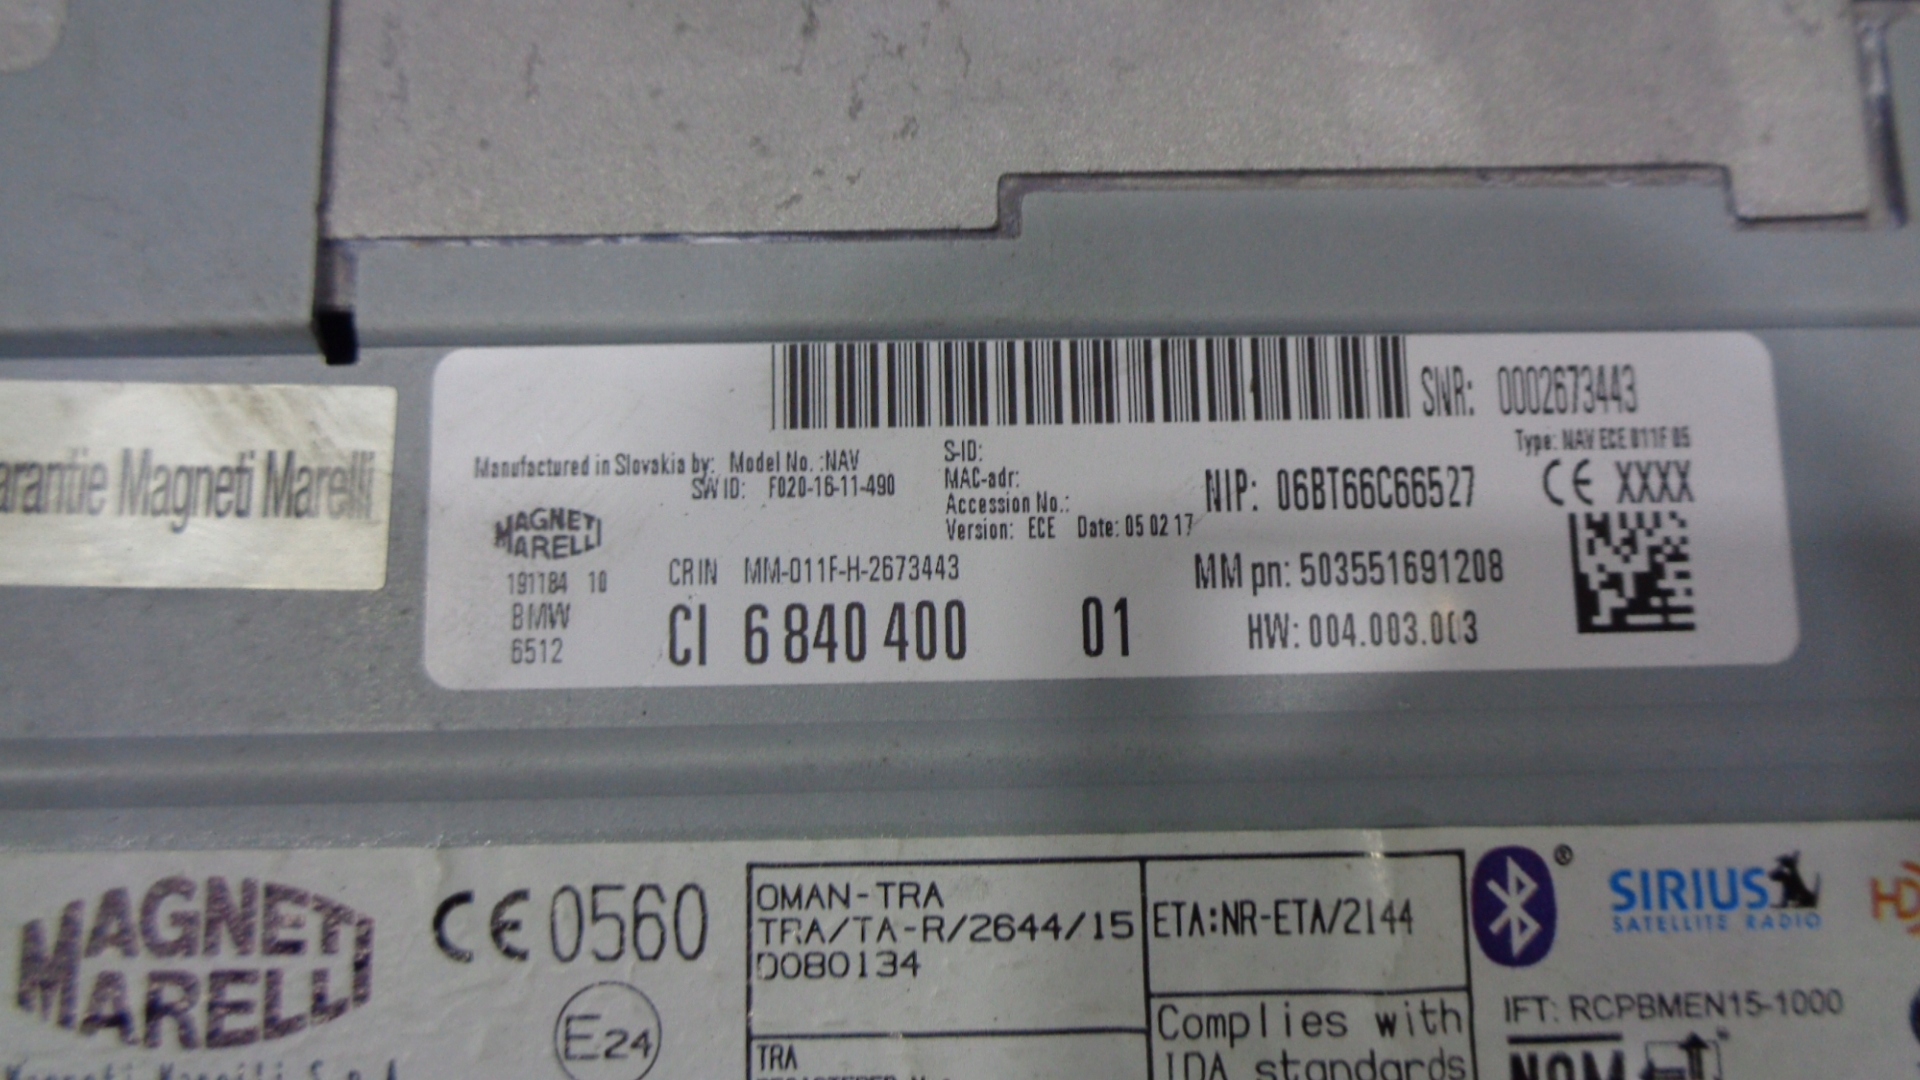 SNR: 0002673443
Type: NAV ECE 011F 05
Manufactured in Slovakia by: Model No. :NAV
SW ID: F020-16-11-490
S-ID:
MAC-adr:
Accession No.:
Version: ECE Date: 05 02 17
NIP: 06BT66C66527
CE XXXX
MAGNETI
MARELLI
191184 10
BMW
6512
CRIN MM-011F-H-2673443
CI 6 840 400 01
MM pn: 503551691208
HW: 004.003.003
arantie Magneti Marelli
MAGNETI
MARELLI
CE 0560
E24
OMAN-TRA
TRA/TA-R/2644/15
D080134
TRA
ETA:NR-ETA/2144
Complies with
IDA standards
SIRIUS
SATELLITE RADIO
HD
IFT: RCPBMEN15-1000
NOM